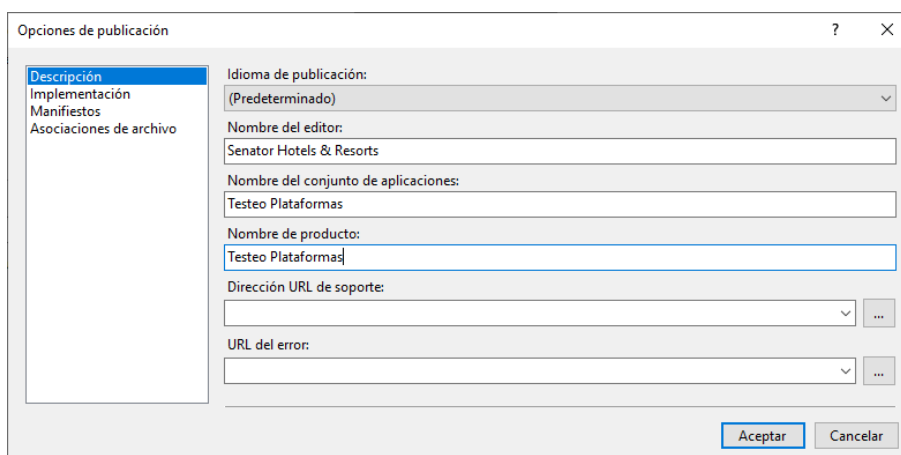 Opciones de publicación
?
Descripción
Implementación
Manifiestos
Asociaciones de archivo
Idioma de publicación:
(Predeterminado)
Nombre del editor:
Senator Hotels & Resorts
Nombre del conjunto de aplicaciones:
Testeo Plataformas
Nombre de producto:
Testeo Plataformas
Dirección URL de soporte:
...
URL del error:
...
Aceptar Cancelar